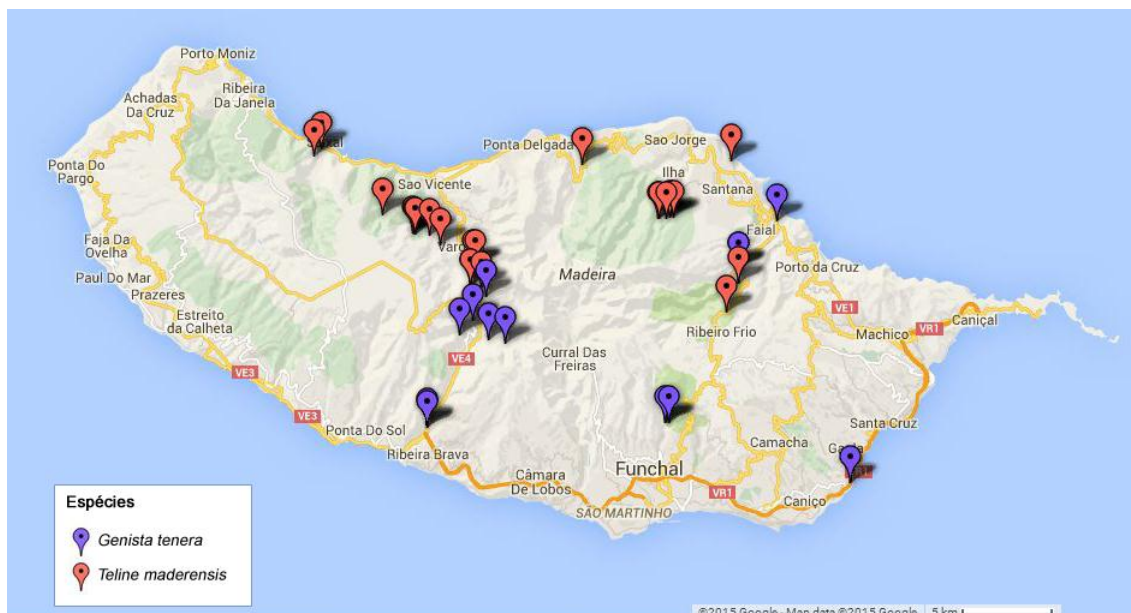 Porto Moniz
Ribeira
Da Janela
Achadas
Da Cruz
Ponta Do
Pargo
Ponta Delgada
Sao Jorge
Ilha
Santana
Sao Vicente
Faial
Faja Da
Ovelha
Paul Do Mar
Prazeres
Estreito
da Calheta
Madeira
Porto da Cruz
VE1
Caniçal
VR1
Machico
Ribeiro Frio
Curral Das
Freiras
VE4
VE3
VE3
Ponta Do Sol
Ribeira Brava
Santa Cruz
Camacha
Câmara
De Lobos
Funchal
VR1
Caniço
SÃO MARTINHO
Espécies
Genista tenera
Teline maderensis
©2015 Google - Map data ©2015 Google
5 km